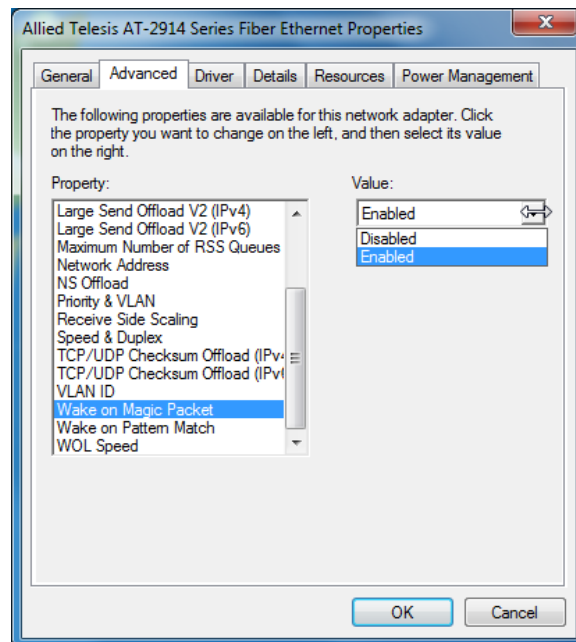 Allied Telesis AT-2914 Series Fiber Ethernet Properties
General Advanced Driver Details Resources Power Management
The following properties are available for this network adapter. Click
the property you want to change on the left, and then select its value
on the right.
Property:
Value:
Large Send Offload V2 (IPv4)
Large Send Offload V2 (IPv6)
Maximum Number of RSS Queues
Network Address
NS Offload
Priority & VLAN
Receive Side Scaling
Speed & Duplex
TCP/UDP Checksum Offload (IPv4
TCP/UDP Checksum Offload (IPv
VLAN ID
Wake on Magic Packet
Wake on Pattern Match
WOL Speed
Enabled
Disabled
Enabled
OK
Cancel